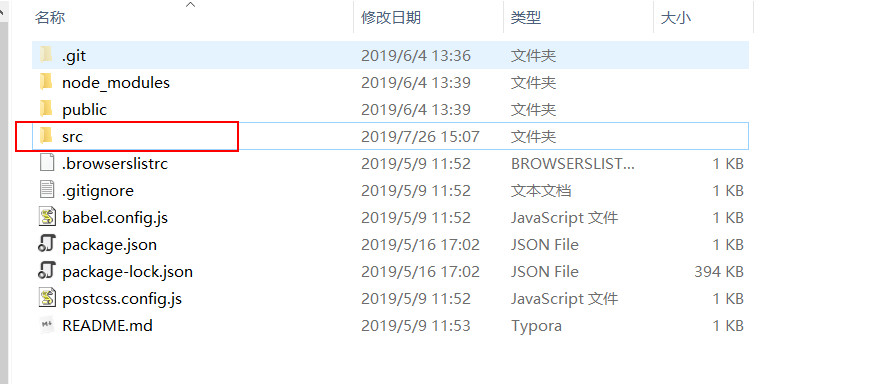 名称 修改日期 类型 大小
.git 2019/6/4 13:36 文件夹
node_modules 2019/6/4 13:39 文件夹
public 2019/6/4 13:39 文件夹
src 2019/7/26 15:07 文件夹
.browserslistrc 2019/5/9 11:52 BROWSERSLIST... 1 KB
.gitignore 2019/5/9 11:52 文本文档 1 KB
babel.config.js 2019/5/9 11:52 JavaScript 文件 1 KB
package.json 2019/5/16 17:02 JSON File 1 KB
package-lock.json 2019/5/16 17:02 JSON File 394 KB
postcss.config.js 2019/5/9 11:52 JavaScript 文件 1 KB
README.md 2019/5/9 11:53 Typora 1 KB